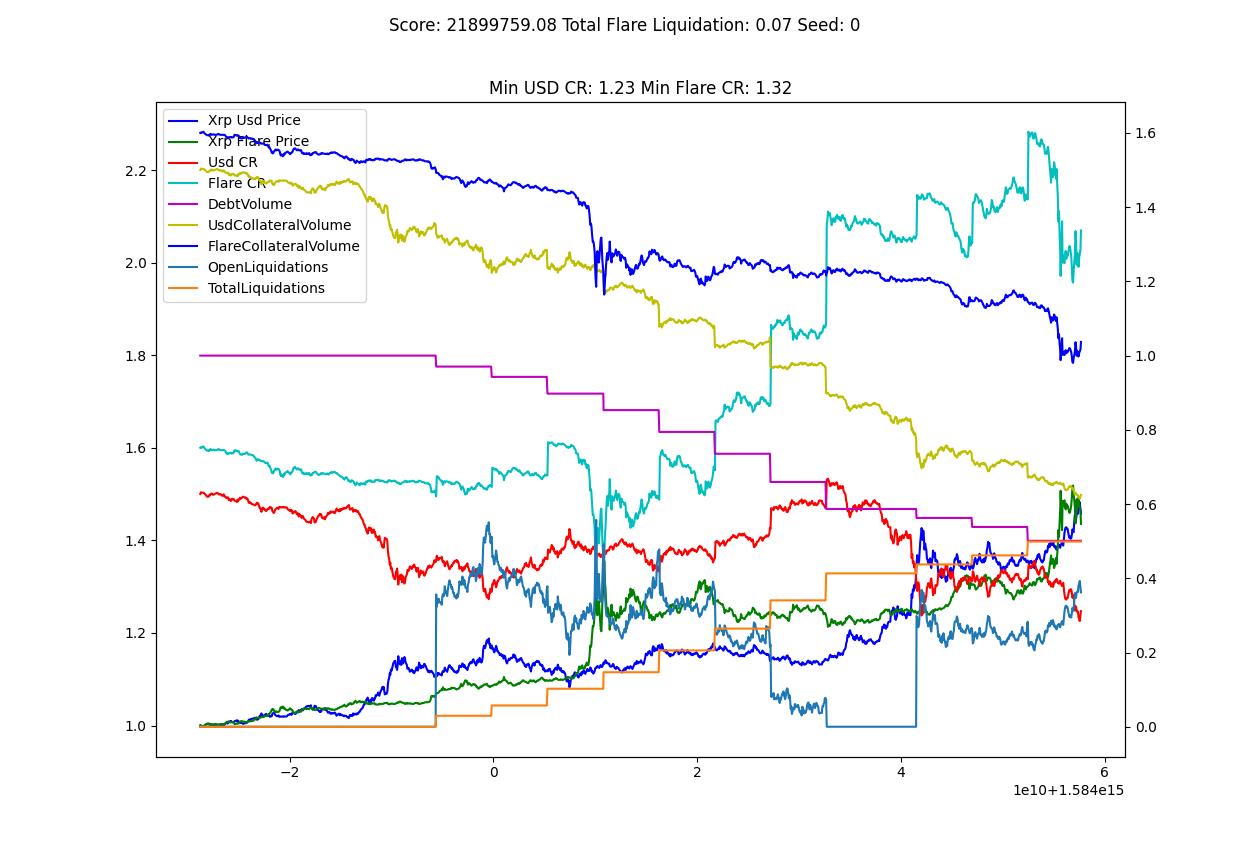 Score: 21899759.08 Total Flare Liquidation: 0.07 Seed: 0
Min USD CR: 1.23 Min Flare CR: 1.32
Xrp Usd Price
Xrp Flare Price
Usd CR
Flare CR
DebtVolume
UsdCollateralVolume
FlareCollateralVolume
OpenLiquidations
TotalLiquidations
2.2
2.0
1.8
1.6
1.4
1.2
1.0
1.6
1.4
1.2
1.0
0.8
0.6
0.4
0.2
0.0
−2
0
2
4
6
1e10+1.584e15